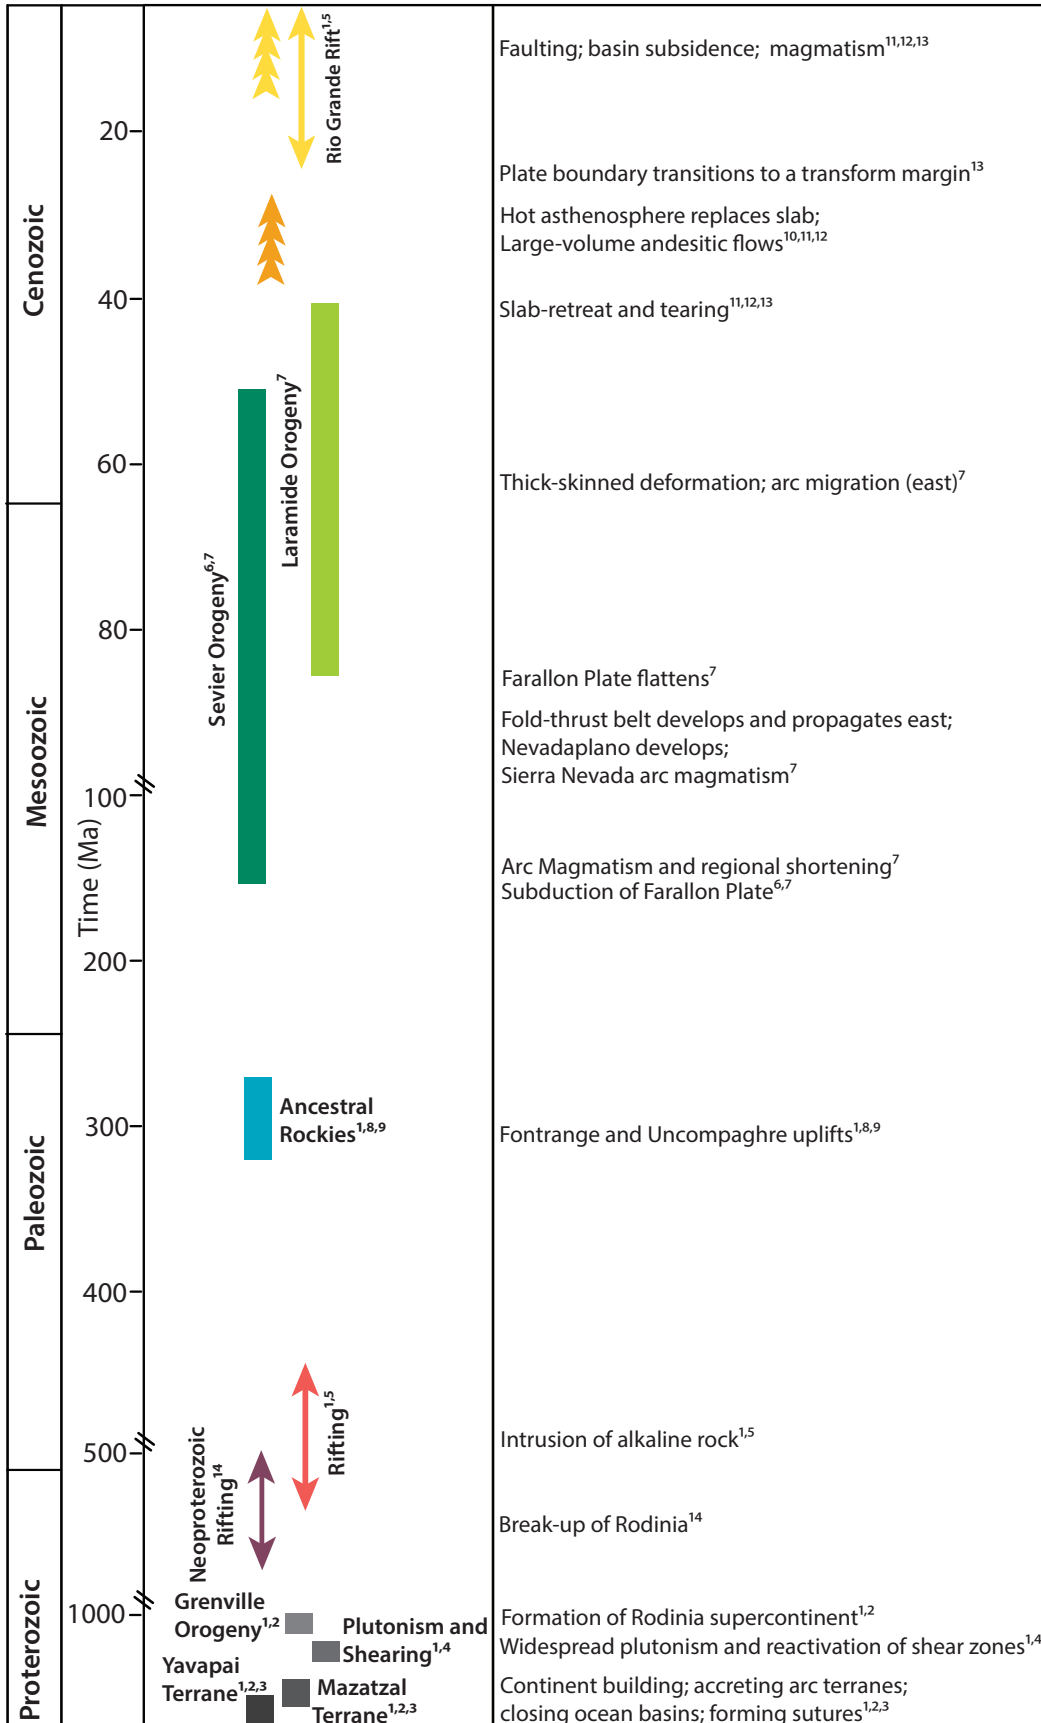 Cenozoic
Mesoozoic
Paleozoic
Proterozoic
Time (Ma)
20
40
60
80
100
200
300
400
500
1000
Rio Grande Rift1,5
Laramide Orogeny7
Sevier Orogeny6,7
Ancestral
Rockies1,8,9
Rifting1,5
Neoproterozoic
Rifting14
Grenville
Orogeny1,2
Plutonism and
Shearing1,4
Yavapai
Terrane1,2,3
Mazatzal
Terrane1,2,3
Faulting; basin subsidence; magmatism11,12,13
Plate boundary transitions to a transform margin13
Hot asthenosphere replaces slab;
Large-volume andesitic flows10,11,12
Slab-retreat and tearing11,12,13
Thick-skinned deformation; arc migration (east)7
Farallon Plate flattens7
Fold-thrust belt develops and propagates east;
Nevadaplano develops;
Sierra Nevada arc magmatism7
Arc Magmatism and regional shortening7
Subduction of Farallon Plate6,7
Fontrange and Uncompaghre uplifts1,8,9
Intrusion of alkaline rock1,5
Break-up of Rodinia14
Formation of Rodinia supercontinent1,2
Widespread plutonism and reactivation of shear zones1,4
Continent building; accreting arc terranes;
closing ocean basins; forming sutures1,2,3